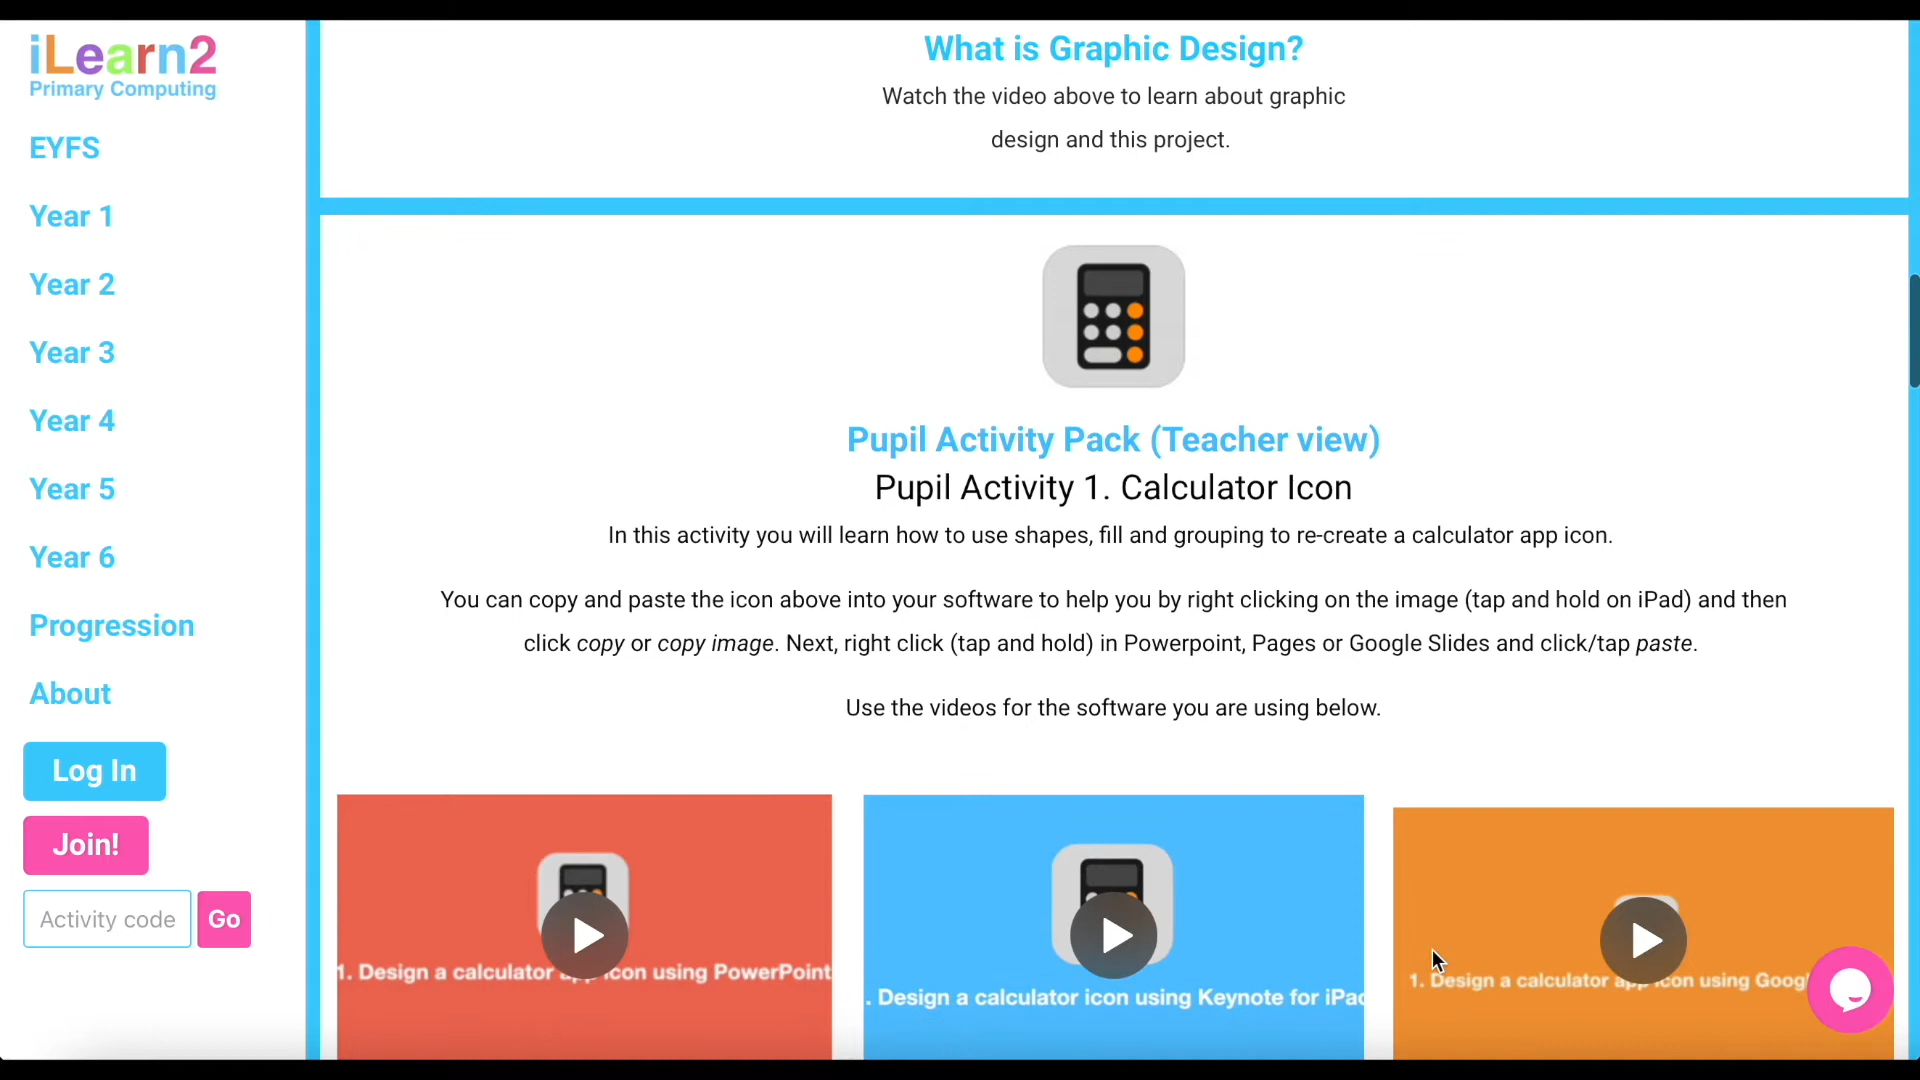 iLearn2
Primary Computing
EYFS
Year 1
Year 2
Year 3
Year 4
Year 5
Year 6
Progression
About
Log In
Join!
Activity code
Go
What is Graphic Design?
Watch the video above to learn about graphic
design and this project.
Pupil Activity Pack (Teacher view)
Pupil Activity 1. Calculator Icon
In this activity you will learn how to use shapes, fill and grouping to re-create a calculator app icon.
You can copy and paste the icon above into your software to help you by right clicking on the image (tap and hold on iPad) and then
click copy or copy image. Next, right click (tap and hold) in Powerpoint, Pages or Google Slides and click/tap paste.
Use the videos for the software you are using below.
1. Design a calculator app icon using PowerPoint
. Design a calculator icon using Keynote for iPad
1. Design a calculator app icon using Goog